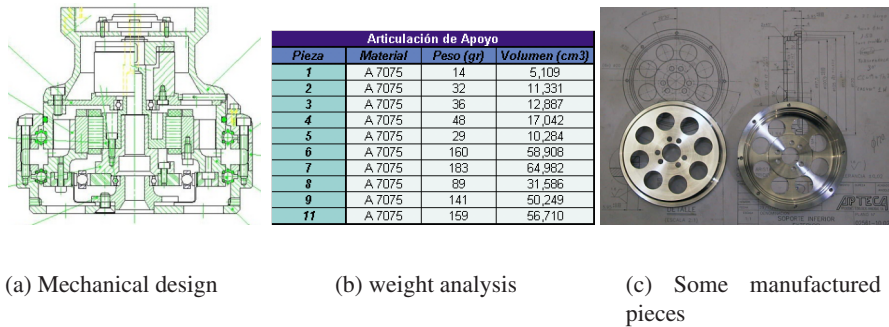 Articulación de Apoyo
Pieza Material Peso (gr) Volumen (cm3)
1 A 7075 14 5,109
2 A 7075 32 11,331
3 A 7075 36 12,887
4 A 7075 48 17,042
5 A 7075 29 10,284
6 A 7075 160 58,908
7 A 7075 183 64,982
8 A 7075 89 31,586
9 A 7075 141 50,249
11 A 7075 159 56,710
APTECA
SOPORTE INTERIOR
(a) Mechanical design
(b) weight analysis
(c) Some manufactured
pieces